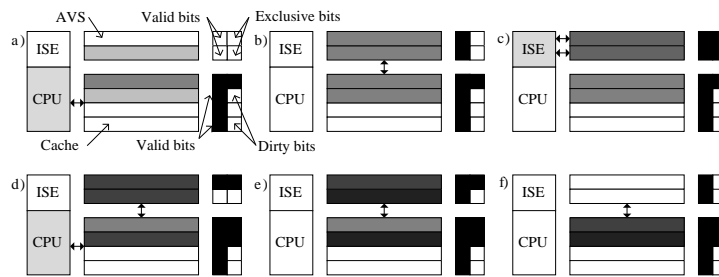 AVS Valid bits Exclusive bits
a) ISE b) ISE c) ISE
CPU CPU CPU
Cache Valid bits Dirty bits
d) ISE e) ISE f) ISE
CPU CPU CPU